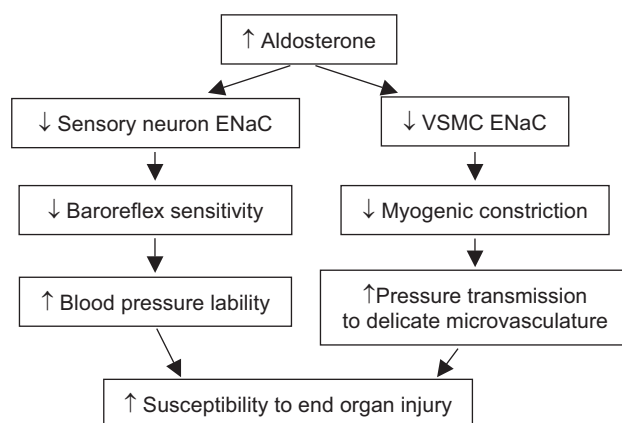 ↑ Aldosterone
↓ Sensory neuron ENaC
↓ VSMC ENaC
↓ Baroreflex sensitivity
↓ Myogenic constriction
↑ Blood pressure lability
↑Pressure transmission
to delicate microvasculature
↑ Susceptibility to end organ injury